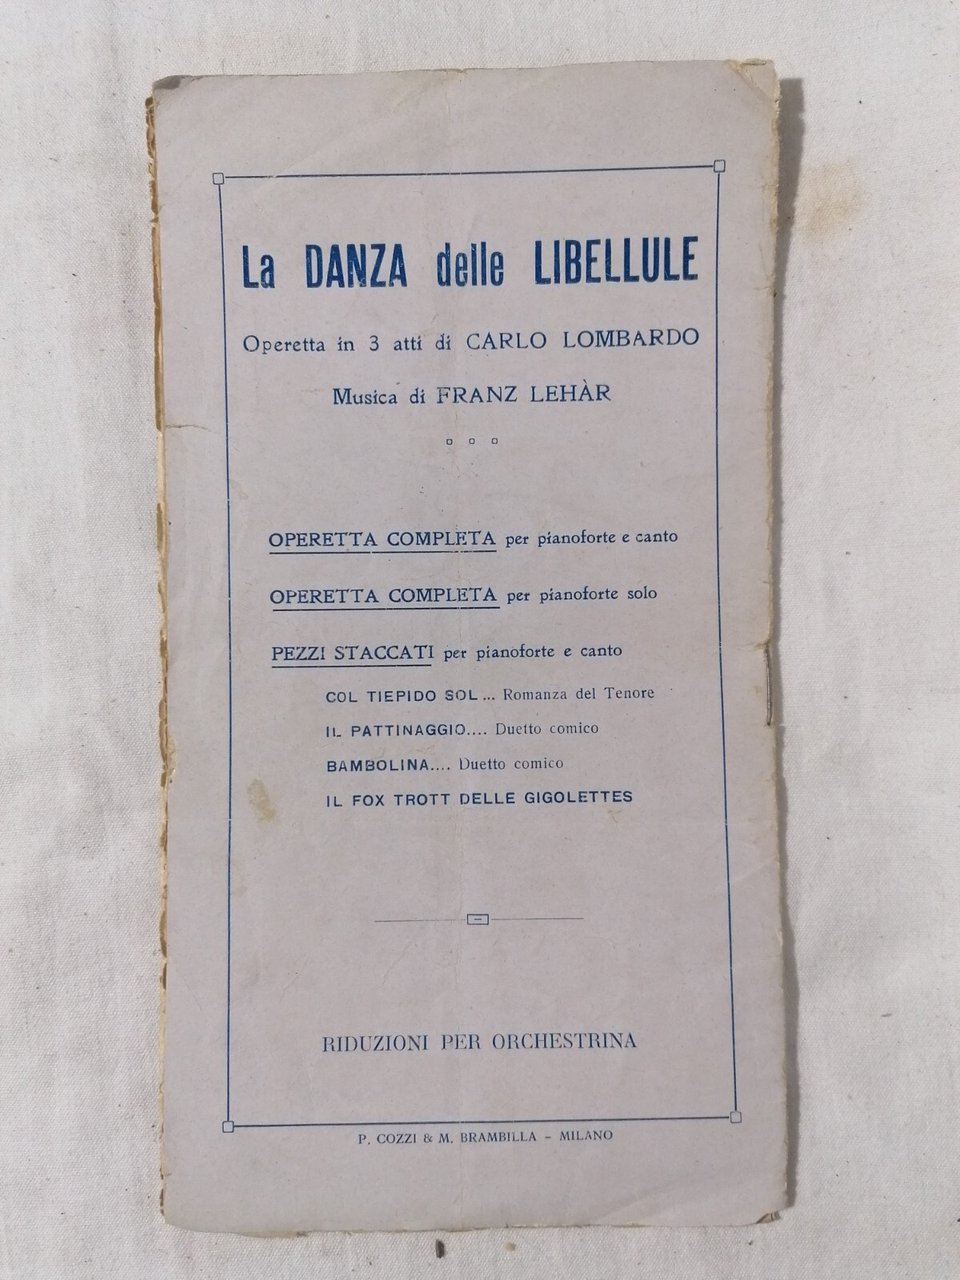 La DANZA delle LIBELLULE
Operetta in 3 atti di CARLO LOMBARDO
Musica di FRANZ LEHÀR
OPERETTA COMPLETA per pianoforte e canto
OPERETTA COMPLETA per pianoforte solo
PEZZI STACCATI per pianoforte e canto
COL TIEPIDO SOL... Romanza del Tenore
IL PATTINAGGIO.... Duetto comico
BAMBOLINA.... Duetto comico
IL FOX TROTT DELLE GIGOLETTES
RIDUZIONI PER ORCHESTRINA
P. COZZI & M. BRAMBILLA - MILANO